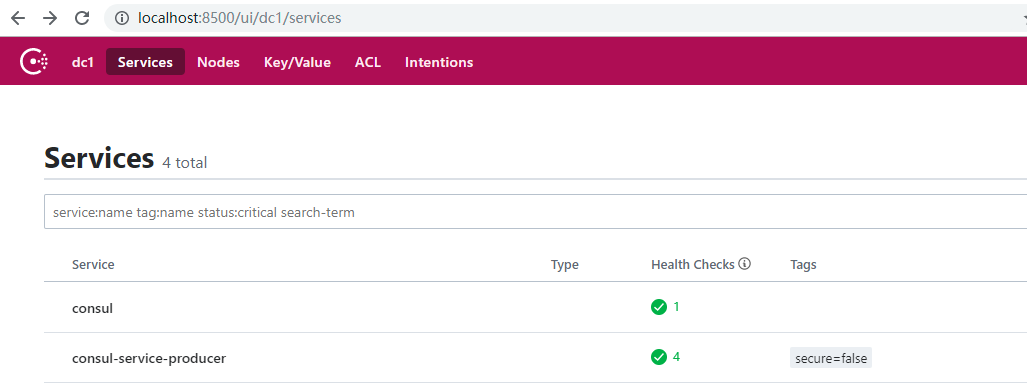 localhost:8500/ui/dc1/services
dc1 Services Nodes Key/Value ACL Intentions
Services 4 total
service:name tag:name status:critical search-term
Service Type Health Checks Tags
consul 1
consul-service-producer 4 secure=false